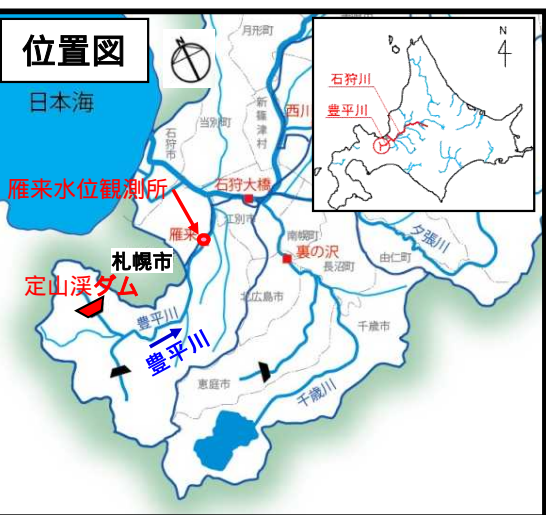 位置図
日本海
月形町
当別町
新篠津村
西川
石狩市
石狩大橋
雁来水位観測所
江別市
雁来
札幌市
南幌町
裏の沢
長沼町
夕張川
由仁町
定山渓ダム
北広島市
豊平川
豊平川
千歳市
恵庭市
千歳川
N
石狩川
豊平川